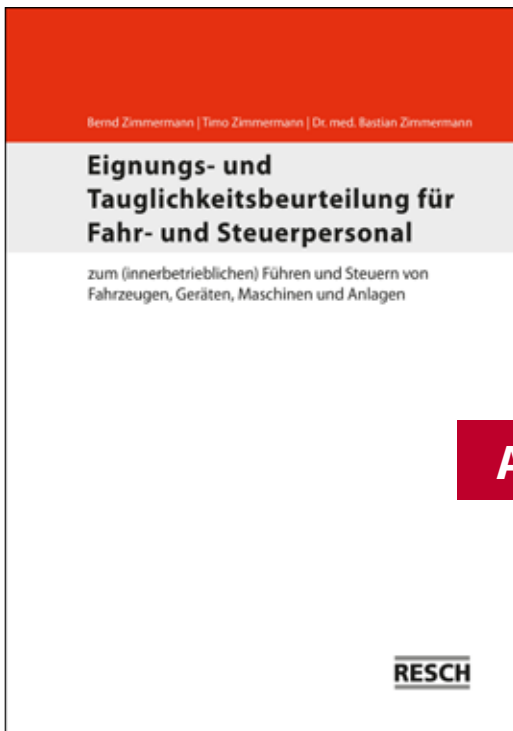 Bernd Zimmermann | Timo Zimmermann | Dr. med. Bastian Zimmermann
Eignungs- und
Tauglichkeitsbeurteilung für
Fahr- und Steuerpersonal
zum (innerbetrieblichen) Führen und Steuern von
Fahrzeugen, Geräten, Maschinen und Anlagen
A
RESCH